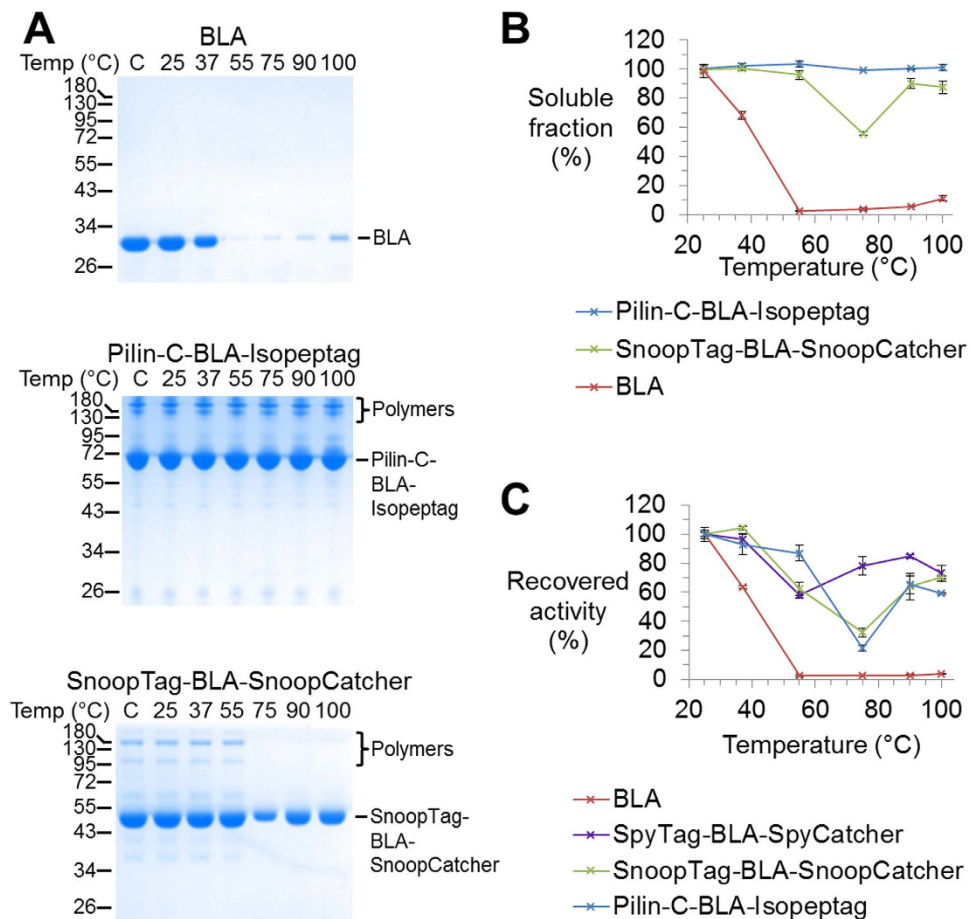 A
BLA
Temp (°C) C 25 37 55 75 90 100
180
130
95
72
55
43
34
26
BLA
Pilin-C-BLA-Isopeptag
Temp (°C) C 25 37 55 75 90 100
180
130
95
72
55
43
34
26
Polymers
Pilin-C-
BLA-
Isopeptag
SnoopTag-BLA-SnoopCatcher
Temp (°C) C 25 37 55 75 90 100
180
130
95
72
55
43
34
26
Polymers
SnoopTag-
BLA-
SnoopCatcher
B
120
100
80
60
40
20
0
Soluble
fraction
(%)
20 40 60 80 100
Temperature (°C)
Pilin-C-BLA-Isopeptag
SnoopTag-BLA-SnoopCatcher
BLA
C
120
100
80
60
40
20
0
Recovered
activity
(%)
20 40 60 80 100
Temperature (°C)
BLA
SpyTag-BLA-SpyCatcher
SnoopTag-BLA-SnoopCatcher
Pilin-C-BLA-Isopeptag